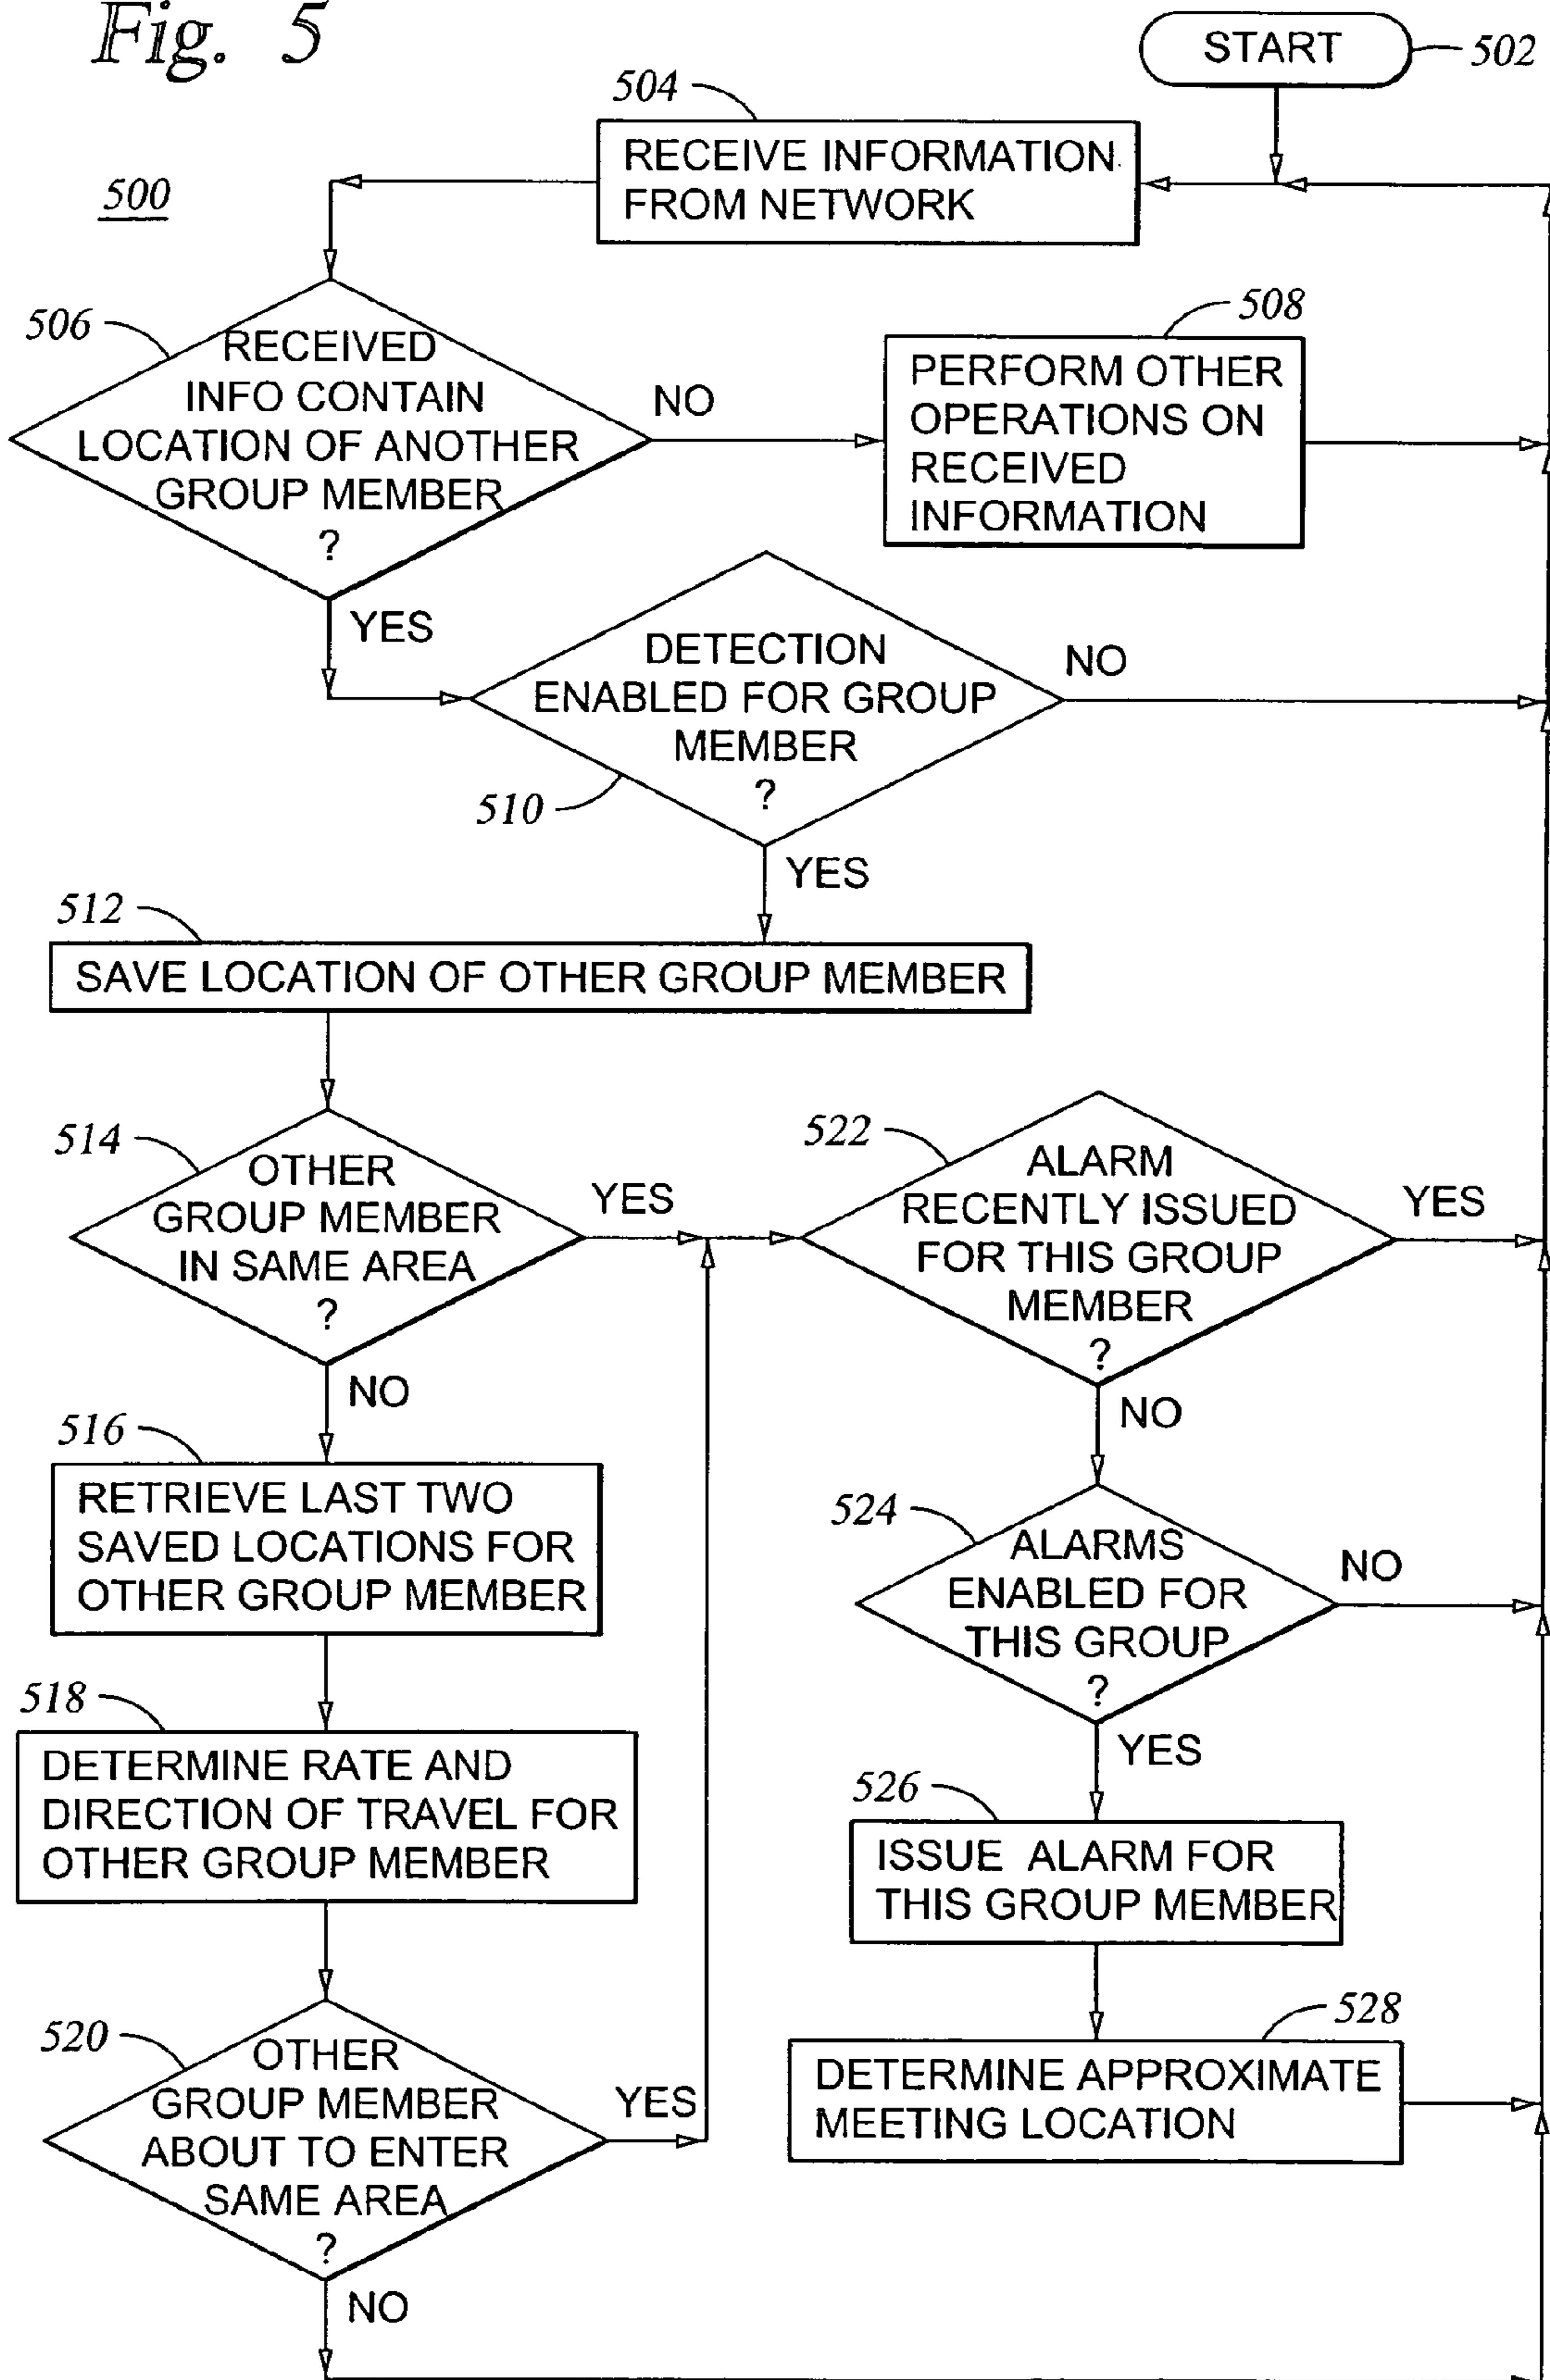 Fig. 5
START
502
504
RECEIVE INFORMATION
FROM NETWORK
500
506
RECEIVED
INFO CONTAIN
LOCATION OF ANOTHER
GROUP MEMBER
?
NO
508
PERFORM OTHER
OPERATIONS ON
RECEIVED
INFORMATION
YES
DETECTION
ENABLED FOR GROUP
MEMBER
?
NO
510
YES
512
SAVE LOCATION OF OTHER GROUP MEMBER
514
OTHER
GROUP MEMBER
IN SAME AREA
?
YES
522
ALARM
RECENTLY ISSUED
FOR THIS GROUP
MEMBER
?
YES
NO
NO
516
RETRIEVE LAST TWO
SAVED LOCATIONS FOR
OTHER GROUP MEMBER
524
ALARMS
ENABLED FOR
THIS GROUP
?
NO
518
DETERMINE RATE AND
DIRECTION OF TRAVEL FOR
OTHER GROUP MEMBER
YES
526
ISSUE ALARM FOR
THIS GROUP MEMBER
520
OTHER
GROUP MEMBER
ABOUT TO ENTER
SAME AREA
?
YES
528
DETERMINE APPROXIMATE
MEETING LOCATION
NO